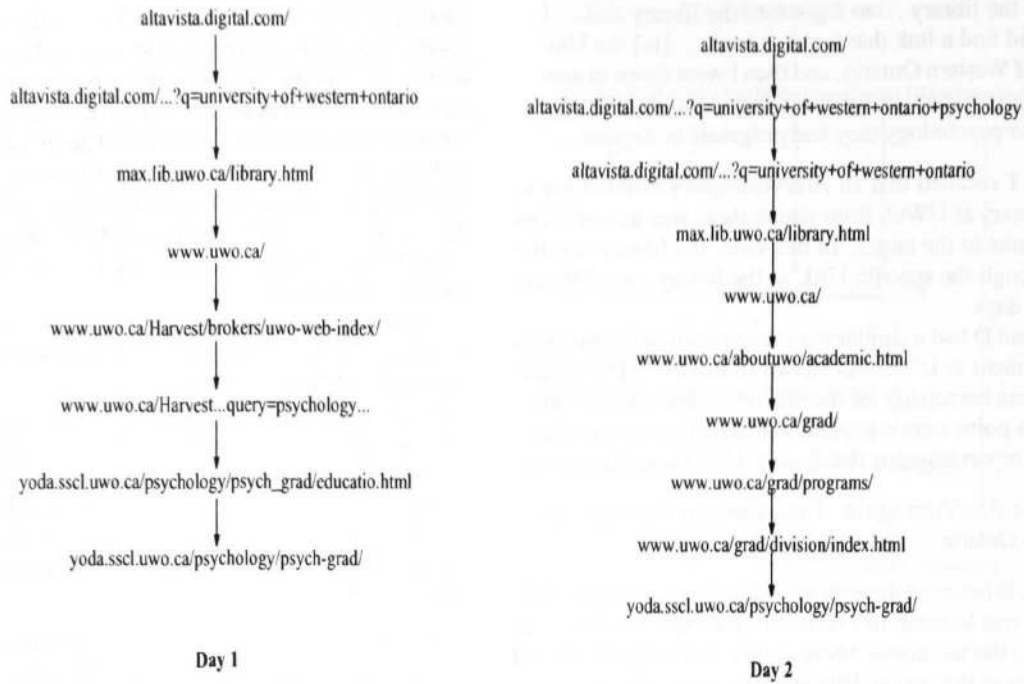 altavista.digital.com/
altavista.digital.com/...?q=university+of+western+ontario
max.lib.uwo.ca/library.html
www.uwo.ca/
www.uwo.ca/Harvest/brokers/uwo-web-index/
www.uwo.ca/Harvest...query=psychology...
yoda.sscl.uwo.ca/psychology/psych_grad/educatio.html
yoda.sscl.uwo.ca/psychology/psych-grad/
Day 1
altavista.digital.com/
altavista.digital.com/...?q=university+of+western+ontario+psychology
altavista.digital.com/...?q=university+of+western+ontario
max.lib.uwo.ca/library.html
www.uwo.ca/
www.uwo.ca/aboutuwo/academic.html
www.uwo.ca/grad/
www.uwo.ca/grad/programs/
www.uwo.ca/grad/division/index.html
yoda.sscl.uwo.ca/psychology/psych-grad/
Day 2